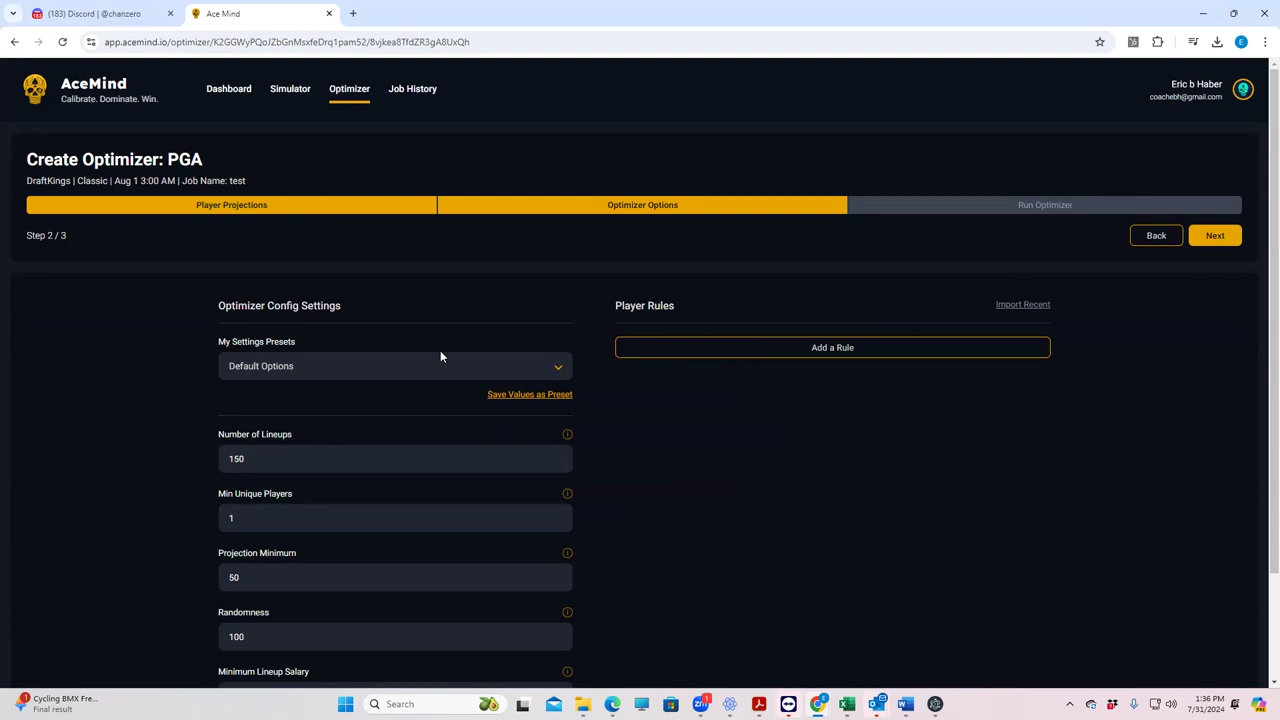 (183) Discord | @chanzero
Ace Mind
app.acemind.io/optimizer/K2GGWyPQoJZbGnMsxfeDrq1pam52/8vjkea8TfdZR3gA8UxQh
E
AceMind
Calibrate. Dominate. Win.
Dashboard
Simulator
Optimizer
Job History
Eric b Haber
coachebh@gmail.com
Create Optimizer: PGA
DraftKings | Classic | Aug 1 3:00 AM | Job Name: test
Player Projections
Optimizer Options
Run Optimizer
Step 2 / 3
Back
Next
Optimizer Config Settings
Player Rules
Import Recent
My Settings Presets
Add a Rule
Default Options
Save Values as Preset
Number of Lineups
150
Min Unique Players
1
Projection Minimum
50
Randomness
100
Minimum Lineup Salary
Cycling BMX Fre...
Final result
Search
1:36 PM
7/31/2024